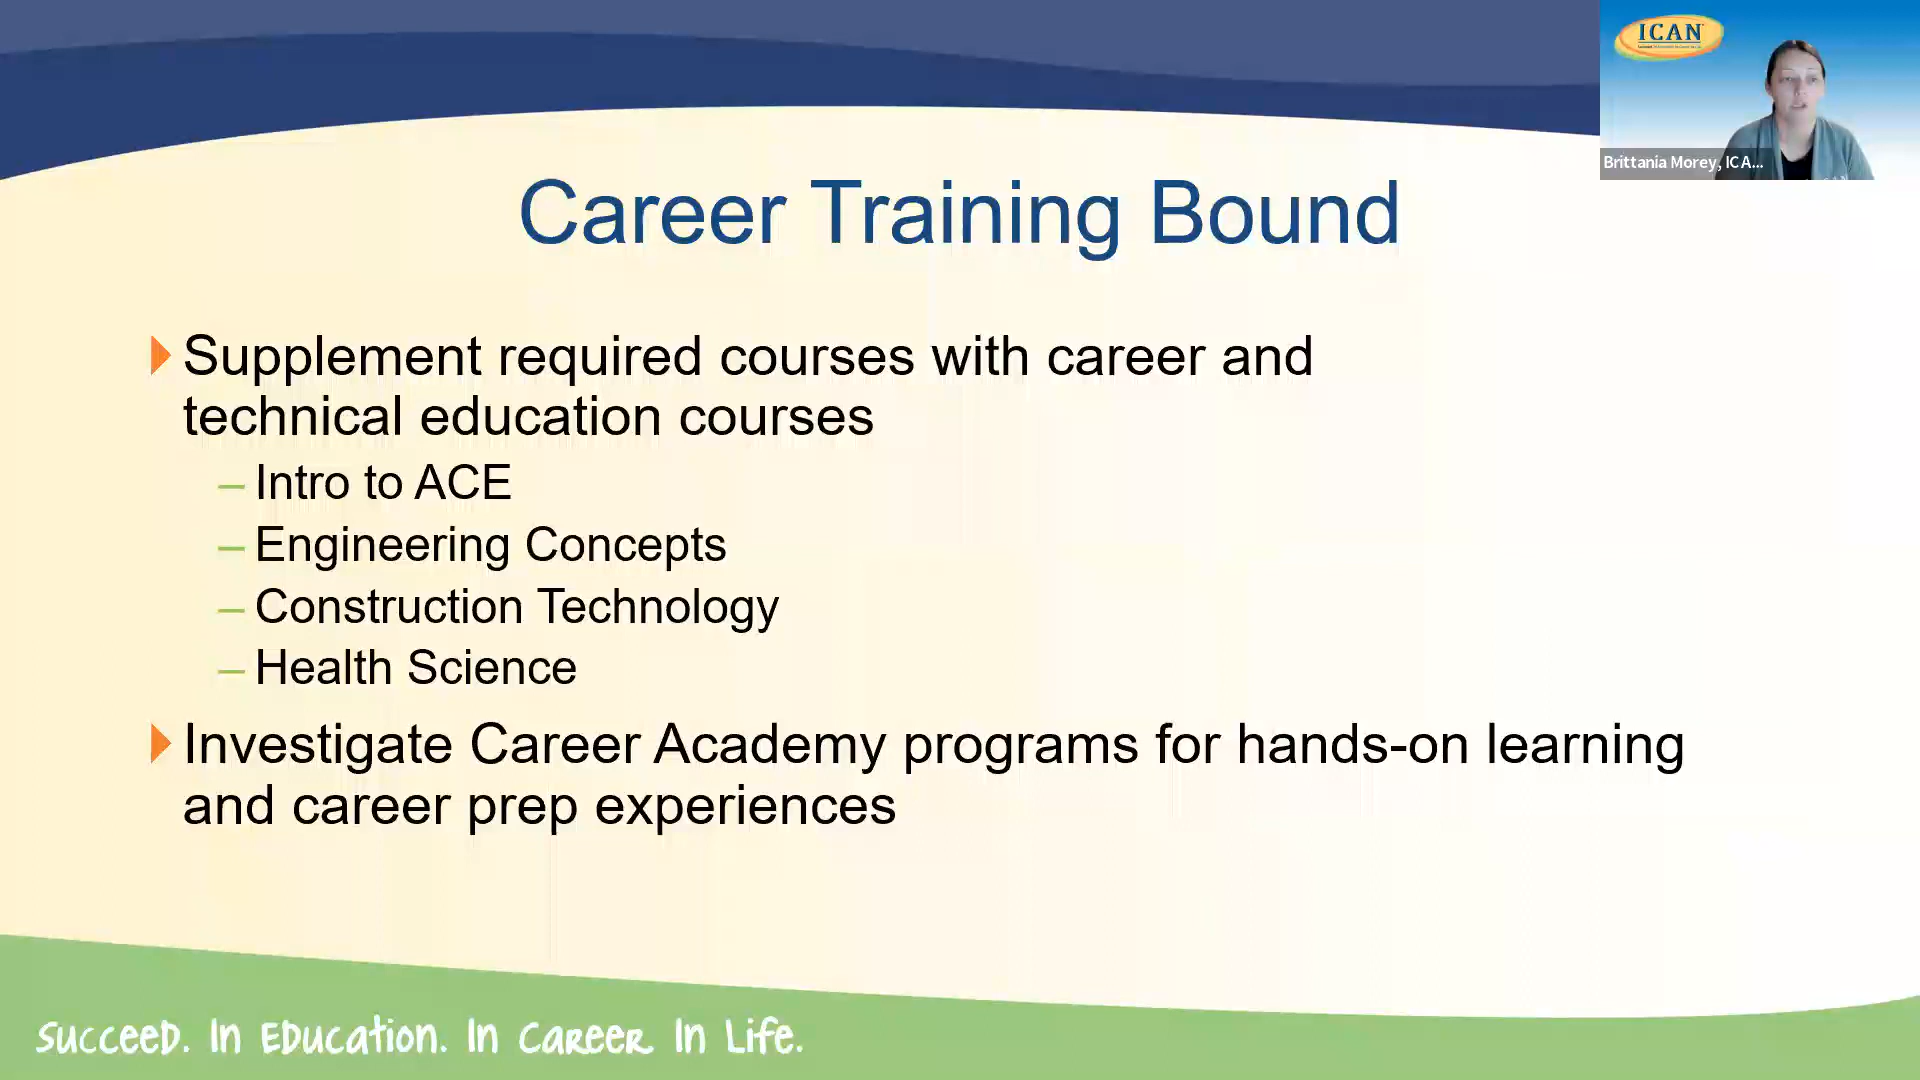 ICAN
Brittania Morey, ICA...
Career Training Bound
Supplement required courses with career and
technical education courses
– Intro to ACE
– Engineering Concepts
– Construction Technology
– Health Science
Investigate Career Academy programs for hands-on learning
and career prep experiences
Succeed. In Education. In Career. In Life.